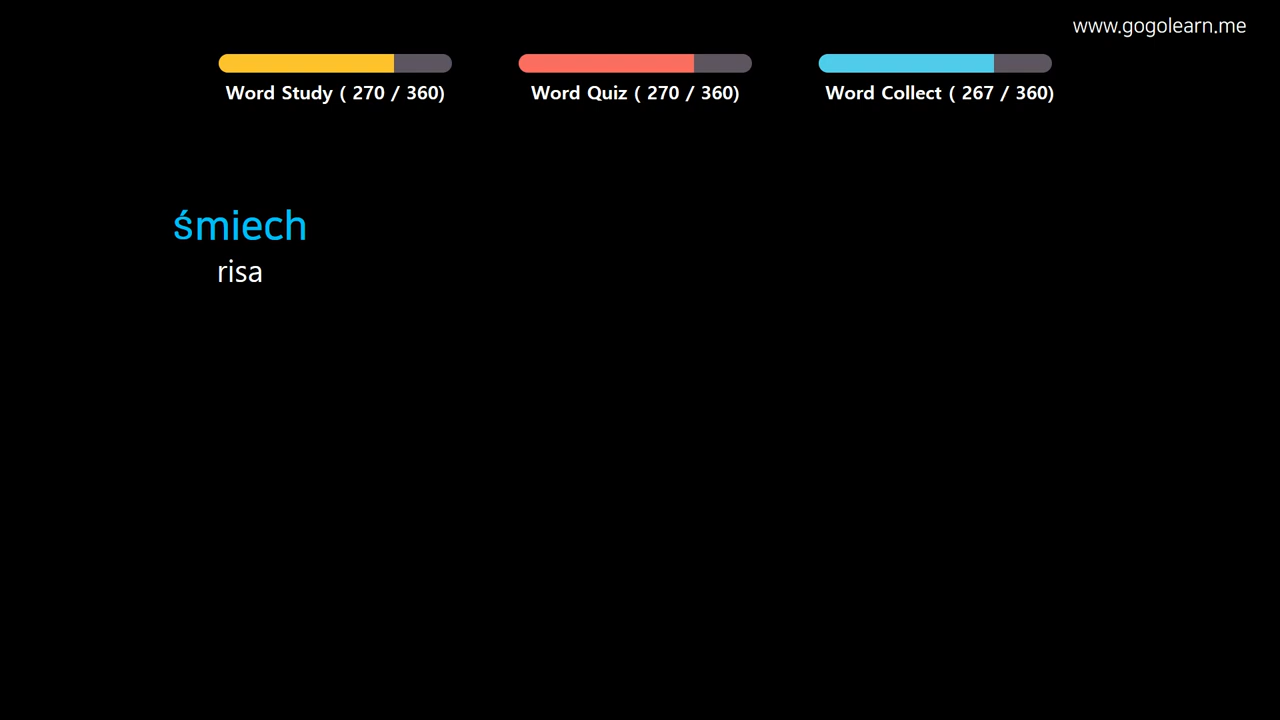 www.gogolearn.me
Word Study ( 270 / 360)
Word Quiz ( 270 / 360)
Word Collect ( 267 / 360)
śmiech
risa